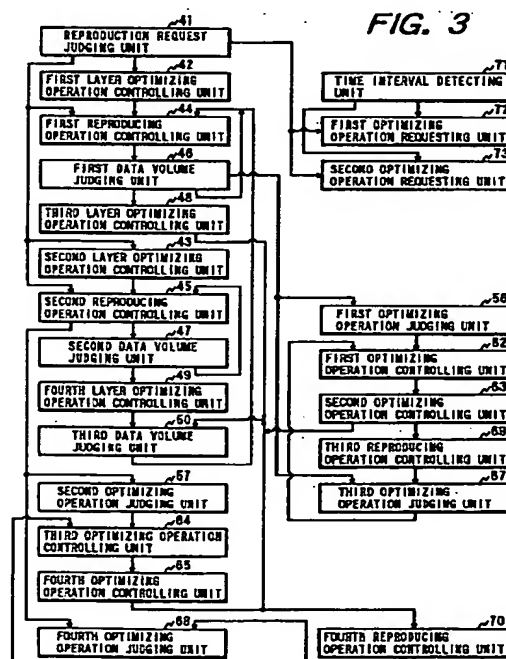 FIG. 3
41
REPRODUCTION REQUEST
JUDGING UNIT
42
FIRST LAYER OPTIMIZING
OPERATION CONTROLLING UNIT
44
FIRST REPRODUCING
OPERATION CONTROLLING UNIT
46
FIRST DATA VOLUME
JUDGING UNIT
48
THIRD LAYER OPTIMIZING
OPERATION CONTROLLING UNIT
43
SECOND LAYER OPTIMIZING
OPERATION CONTROLLING UNIT
45
SECOND REPRODUCING
OPERATION CONTROLLING UNIT
47
SECOND DATA VOLUME
JUDGING UNIT
49
FOURTH LAYER OPTIMIZING
OPERATION CONTROLLING UNIT
50
THIRD DATA VOLUME
JUDGING UNIT
57
SECOND OPTIMIZING
OPERATION JUDGING UNIT
64
THIRD OPTIMIZING OPERATION
CONTROLLING UNIT
65
FOURTH OPTIMIZING
OPERATION CONTROLLING UNIT
68
FOURTH OPTIMIZING
OPERATION JUDGING UNIT
71
TIME INTERVAL DETECTING
UNIT
72
FIRST OPTIMIZING
OPERATION REQUESTING UNIT
73
SECOND OPTIMIZING
OPERATION REQUESTING UNIT
56
FIRST OPTIMIZING
OPERATION JUDGING UNIT
62
FIRST OPTIMIZING
OPERATION CONTROLLING UNIT
63
SECOND OPTIMIZING
OPERATION CONTROLLING UNIT
69
THIRD REPRODUCING
OPERATION CONTROLLING UNIT
67
THIRD OPTIMIZING
OPERATION JUDGING UNIT
70
FOURTH REPRODUCING
OPERATION CONTROLLING UNIT